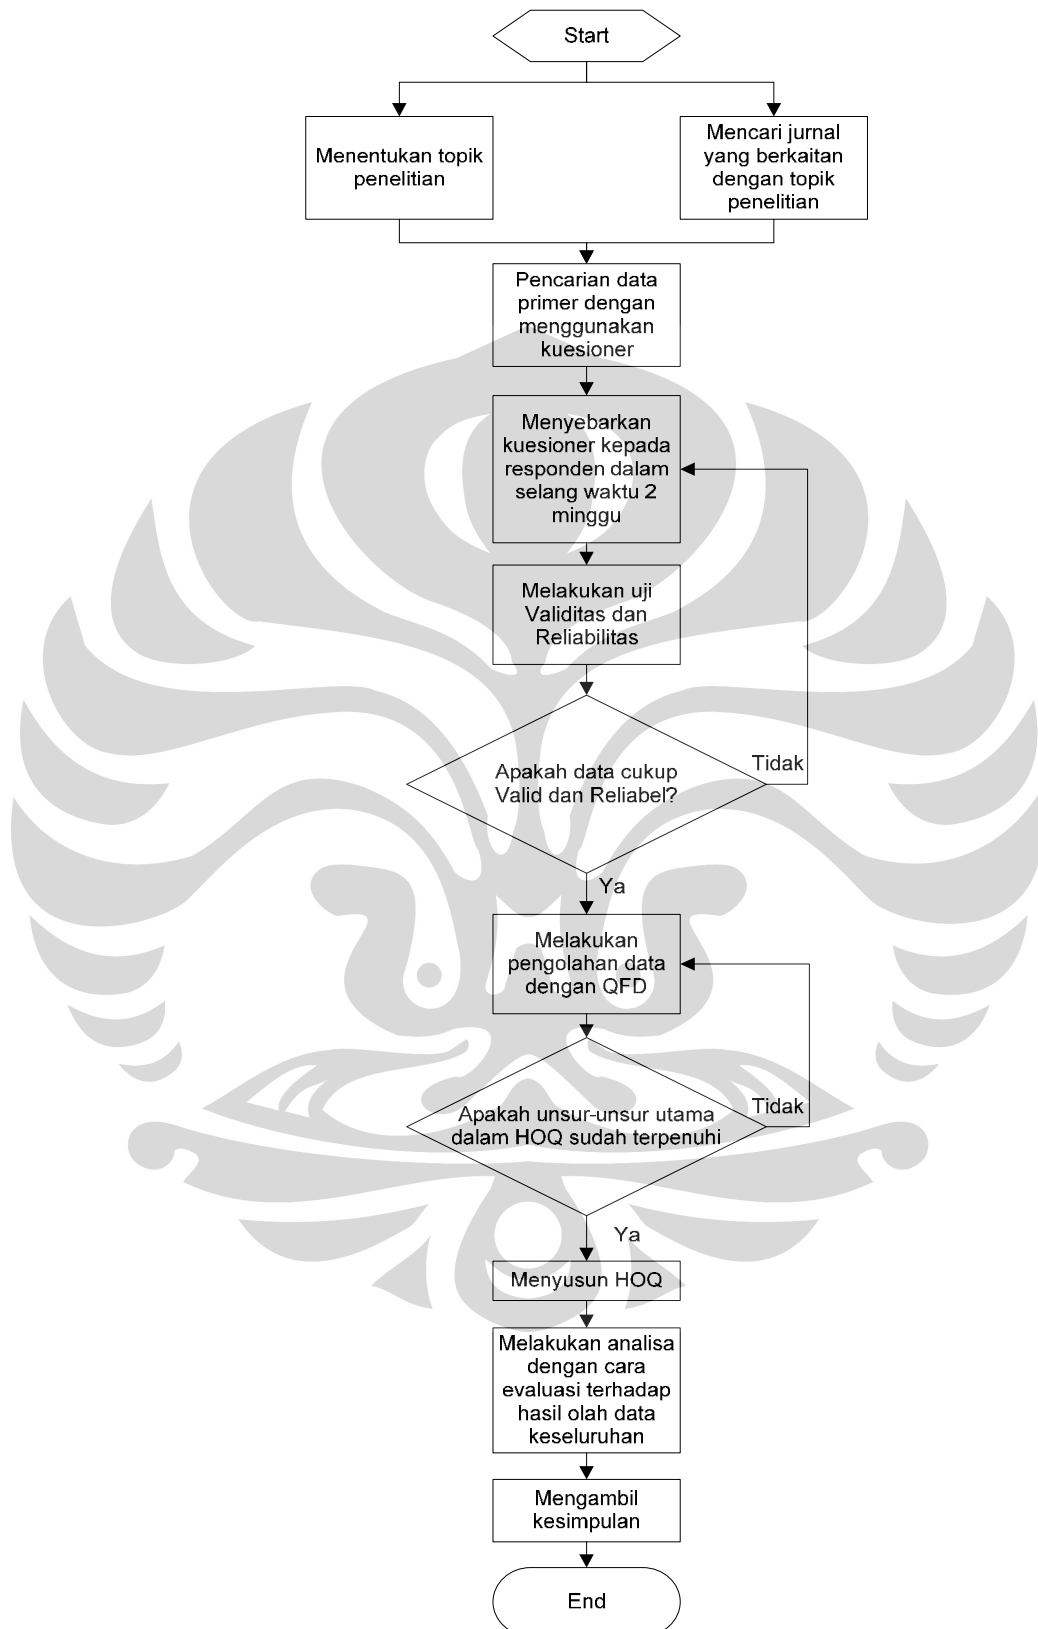 Start
Menentukan topik
penelitian
Mencari jurnal
yang berkaitan
dengan topik
penelitian
Pencarian data
primer dengan
menggunakan
kuesioner
Menyebarkan
kuesioner kepada
responden dalam
selang waktu 2
minggu
Melakukan uji
Validitas dan
Reliabilitas
Apakah data cukup
Valid dan Reliabel?
Tidak
Ya
Melakukan
pengolahan data
dengan QFD
Apakah unsur-unsur utama
dalam HOQ sudah terpenuhi
Tidak
Ya
Menyusun HOQ
Melakukan analisa
dengan cara
evaluasi terhadap
hasil olah data
keseluruhan
Mengambil
kesimpulan
End